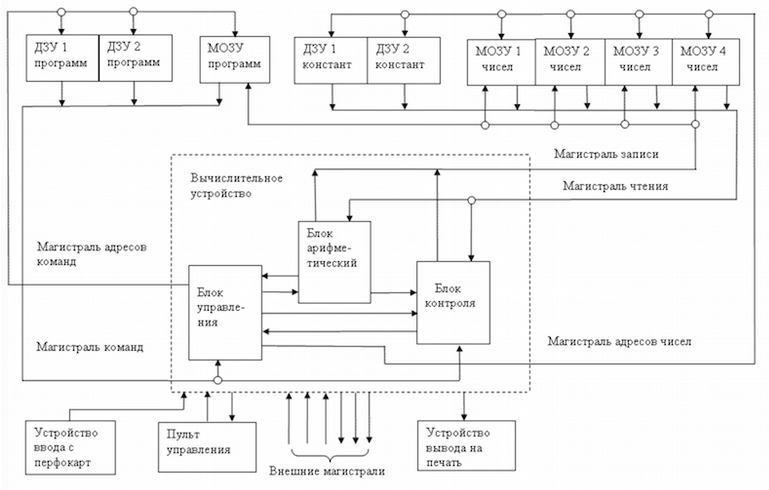 ДЗУ 1
программ
ДЗУ 2
программ
МОЗУ
программ
ДЗУ 1
констант
ДЗУ 2
констант
МОЗУ 1
чисел
МОЗУ 2
чисел
МОЗУ 3
чисел
МОЗУ 4
чисел
Магистраль записи
Магистраль чтения
Вычислительное
устройство
Блок
арифме-
тический
Магистраль адресов
команд
Блок
управле-
ния
Блок
контроля
Магистраль команд
Магистраль адресов чисел
Устройство
ввода с
перфокарт
Пульт
управления
Внешние магистрали
Устройство
вывода на
печать